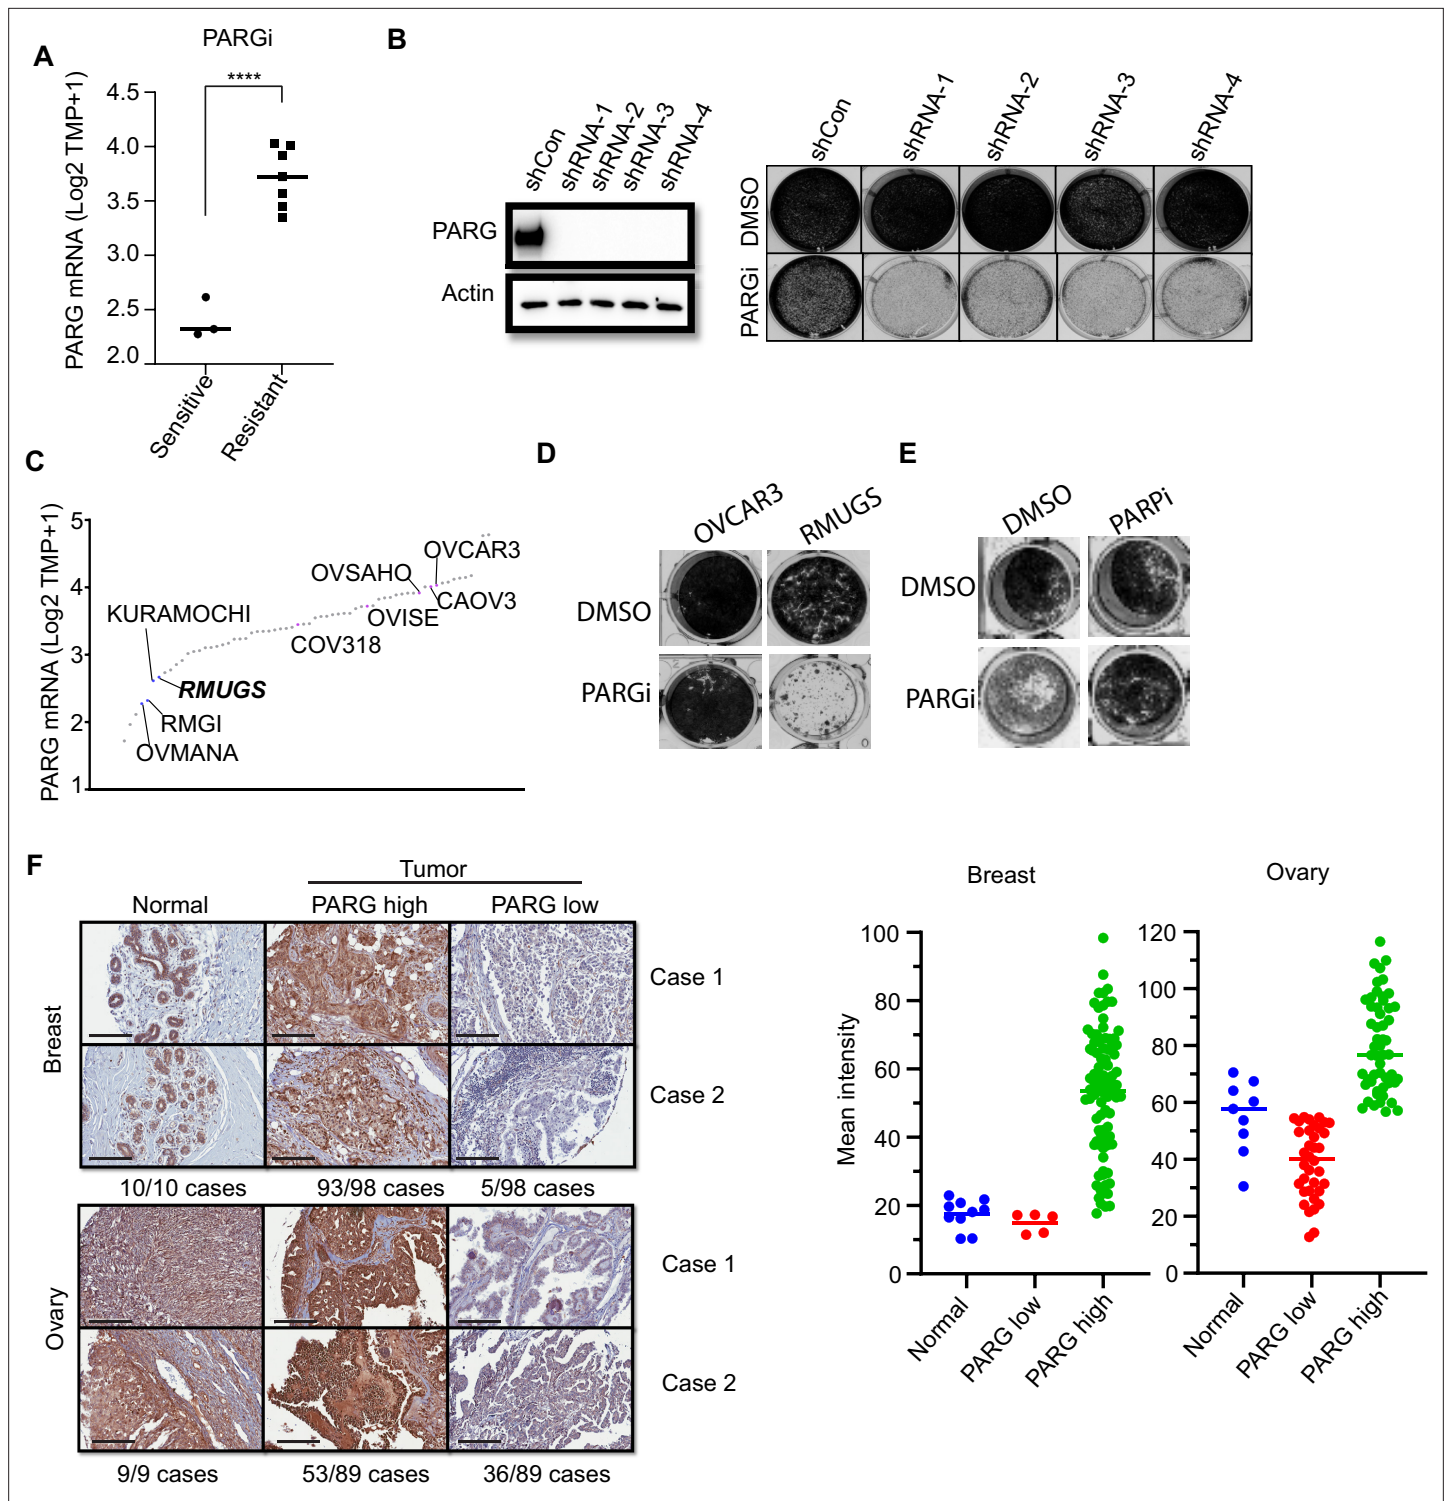 A
PARGi
****
PARG mRNA (Log2 TMP+1)
4.5
4.0
3.5
3.0
2.5
2.0
Sensitive
Resistant
B
shCon
shRNA-1
shRNA-2
shRNA-3
shRNA-4
PARG
Actin
shCon
shRNA-1
shRNA-2
shRNA-3
shRNA-4
DMSO
PARGi
C
PARG mRNA (Log2 TMP+1)
5
4
3
2
1
KURAMOCHI
RMUGS
RMGI
OVMANA
OVSAHO
OVCAR3
CAOV3
OVISE
COV318
D
OVCAR3
RMUGS
DMSO
PARGi
E
DMSO
PARPi
DMSO
PARGi
F
Tumor
Normal
PARG high
PARG low
Breast
Case 1
Case 2
10/10 cases
93/98 cases
5/98 cases
Ovary
Case 1
Case 2
9/9 cases
53/89 cases
36/89 cases
Breast
Mean intensity
100
80
60
40
20
0
Normal
PARG low
PARG high
Ovary
120
100
80
60
40
20
0
Normal
PARG low
PARG high